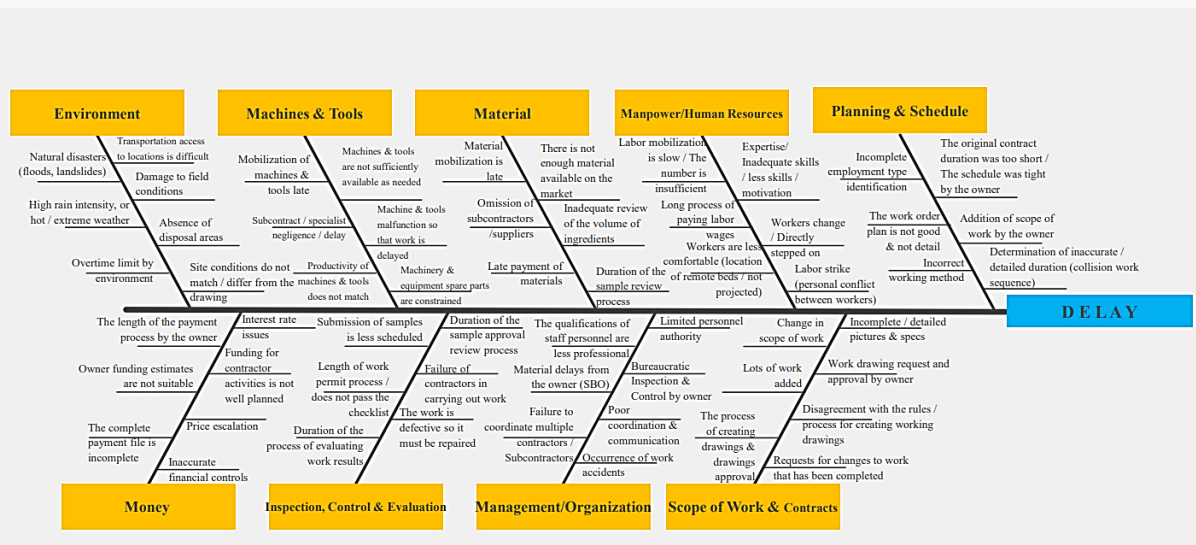 Environment
Machines & Tools
Material
Manpower/Human Resources
Planning & Schedule
Natural disasters
(floods, landslides)
High rain intensity, or
hot / extreme weather
Overtime limit by
environment
Transportation access
to locations is difficult
Damage to field
conditions
Absence of
disposal areas
Site conditions do not
match / differ from the
drawing
Mobilization of
machines &
tools late
Subcontract / specialist
negligence / delay
Productivity of
machines & tools
does not match
Machines & tools
are not sufficiently
available as needed
Machine & tools
malfunction so
that work is
delayed
Machinery &
equipment spare parts
are constrained
Material
mobilization is
late
Omission of
subcontractors
/suppliers
Late payment of
materials
There is not
enough material
available on the
market
Inadequate review
of the volume of
ingredients
Duration of the
sample review
process
Labor mobilization
is slow / The
number is
insufficient
Long process of
paying labor
wages
Workers are less
comfortable (location
of remote beds / not
projected)
Expertise/
Inadequate skills
/ less skills /
motivation
Workers change
/ Directly
stepped on
Labor strike
(personal conflict
between workers)
Incomplete
employment type
identification
The work order
plan is not good
& not detail
Incorrect
working method
The original contract
duration was too short /
The schedule was tight
by the owner
Addition of scope of
work by the owner
Determination of inaccurate /
detailed duration (collision work
sequence)
DELAY
The length of the payment
process by the owner
Owner funding estimates
are not suitable
The complete
payment file is
incomplete
Interest rate
issues
Funding for
contractor
activities is not
well planned
Price escalation
Inaccurate
financial controls
Submission of samples
is less scheduled
Length of work
permit process /
does not pass the
checklist
Duration of the
process of evaluating
work results
Duration of the
sample approval
review process
Failure of
contractors in
carrying out work
The work is
defective so it
must be repaired
The qualifications of
staff personnel are
less professional
Material delays from
the owner (SBO)
Failure to
coordinate multiple
contractors /
Subcontractors
Limited personnel
authority
Bureaucratic
Inspection &
Control by owner
Poor
coordination &
communication
Occurrence of work
accidents
Change in
scope of work
Lots of work
added
The process
of creating
drawings &
drawings
approval
Incomplete / detailed
pictures & specs
Work drawing request and
approval by owner
Disagreement with the rules /
process for creating working
drawings
Requests for changes to work
that has been completed
Money
Inspection, Control & Evaluation
Management/Organization
Scope of Work & Contracts